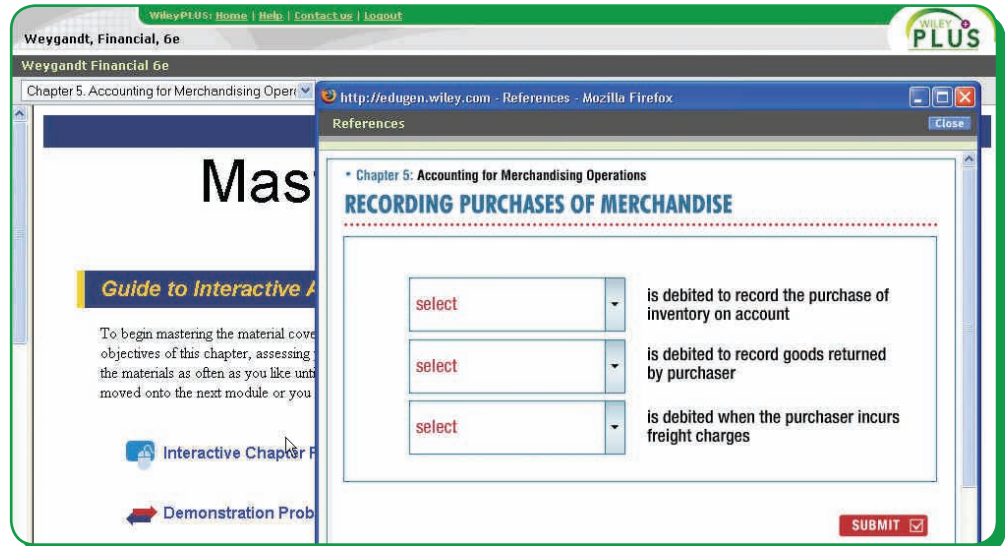 WileyPLUS: Home | Help | Contact us | Logout
WILEY
PLUS
Weygandt, Financial, 6e
Weygandt Financial 6e
Chapter 5. Accounting for Merchandising Opera
http://edugen.wiley.com - References - Mozilla Firefox
References
Close
Mas
Guide to Interactive
To begin mastering the material cove
objectives of this chapter, assessing
the materials as often as you like unti
moved onto the next module or you
Interactive Chapter
Demonstration Prob
• Chapter 5: Accounting for Merchandising Operations
RECORDING PURCHASES OF MERCHANDISE
select
is debited to record the purchase of
inventory on account
select
is debited to record goods returned
by purchaser
select
is debited when the purchaser incurs
freight charges
SUBMIT